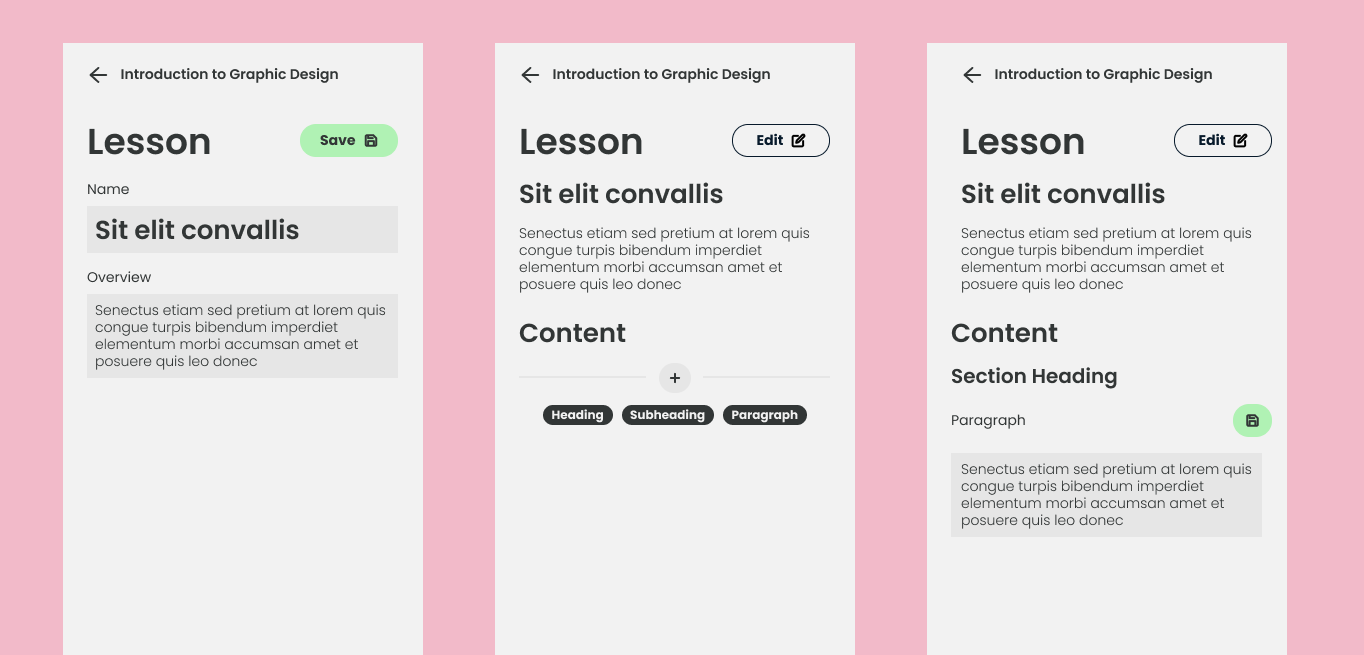 Introduction to Graphic Design
Lesson
Save
Name
Sit elit convallis
Overview
Senectus etiam sed pretium at lorem quis
congue turpis bibendum imperdiet
elementum morbi accumsan amet et
posuere quis leo donec
Introduction to Graphic Design
Lesson
Edit
Sit elit convallis
Senectus etiam sed pretium at lorem quis
congue turpis bibendum imperdiet
elementum morbi accumsan amet et
posuere quis leo donec
Content
+
Heading Subheading Paragraph
Introduction to Graphic Design
Lesson
Edit
Sit elit convallis
Senectus etiam sed pretium at lorem quis
congue turpis bibendum imperdiet
elementum morbi accumsan amet et
posuere quis leo donec
Content
Section Heading
Paragraph
Senectus etiam sed pretium at lorem quis
congue turpis bibendum imperdiet
elementum morbi accumsan amet et
posuere quis leo donec